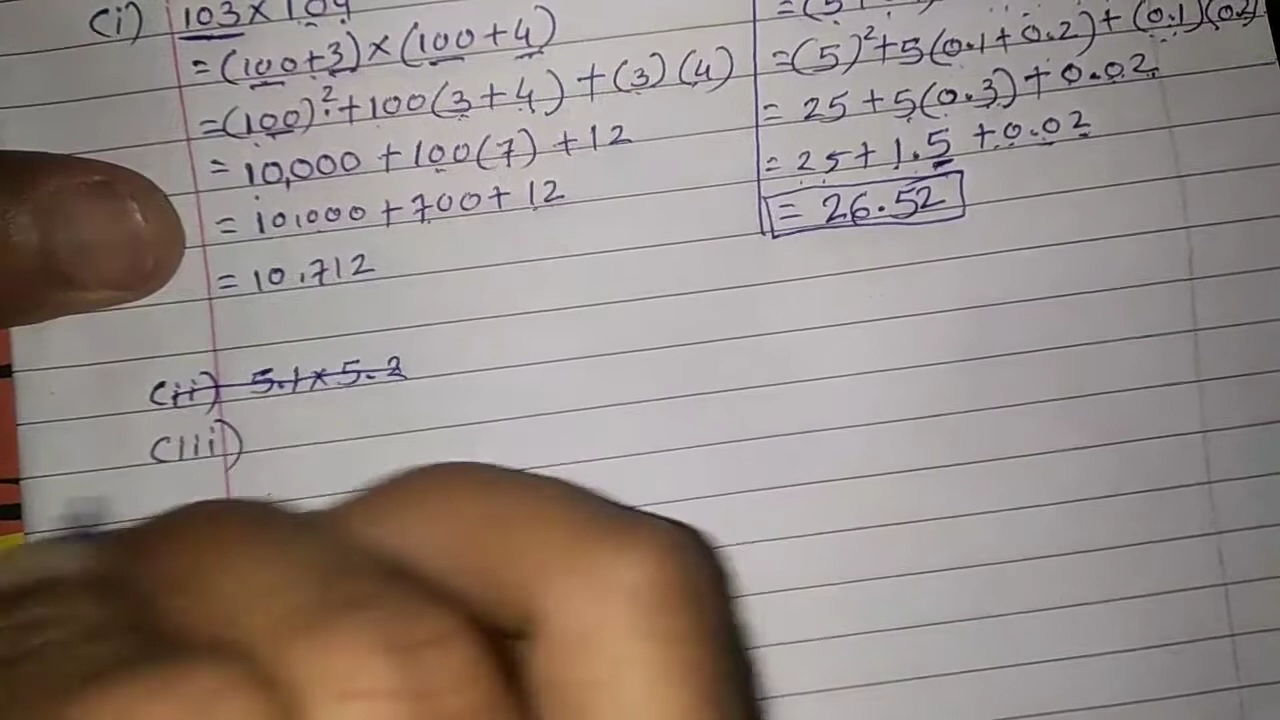 (i) 103 × 104
= (100+3) × (100+4)
= (100)² + 100(3+4) + (3)(4)
= 10,000 + 100(7) + 12
= 10,000 + 700 + 12
= 10,712
(ii) 5.1 × 5.2
(iii)
= (5)² + 5(0.1+0.2) + (0.1)(0.2)
= 25 + 5(0.3) + 0.02
= 25 + 1.5 + 0.02
= 26.52